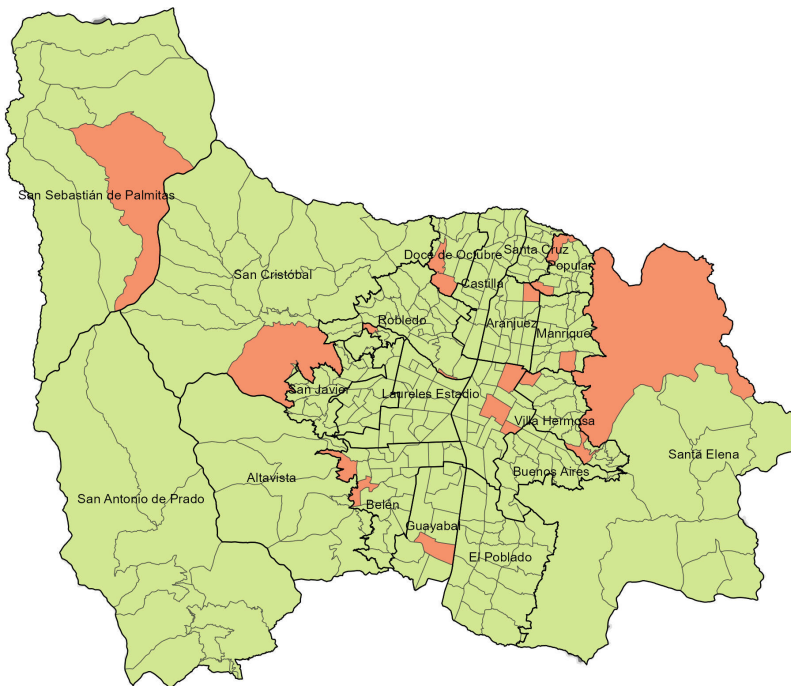 San Sebastián de Palmitas
San Cristóbal
Doce de Octubre
Santa Cruz
Popular
Castilla
Robledo
Aranjuez
Manrique
San Javier
Laureles Estadio
Villa Hermosa
Santa Elena
Buenos Aires
Altavista
San Antonio de Prado
Belén
Guayabal
El Poblado